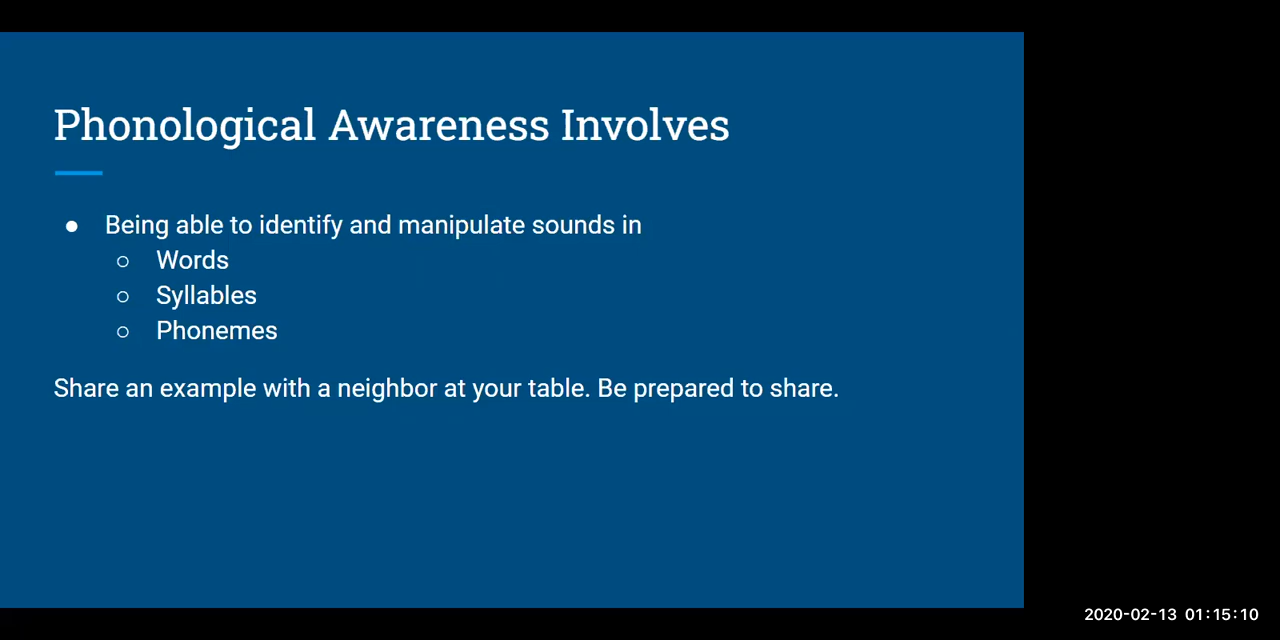 Phonological Awareness Involves
● Being able to identify and manipulate sounds in
○ Words
○ Syllables
○ Phonemes
Share an example with a neighbor at your table. Be prepared to share.
2020-02-13 01:15:10